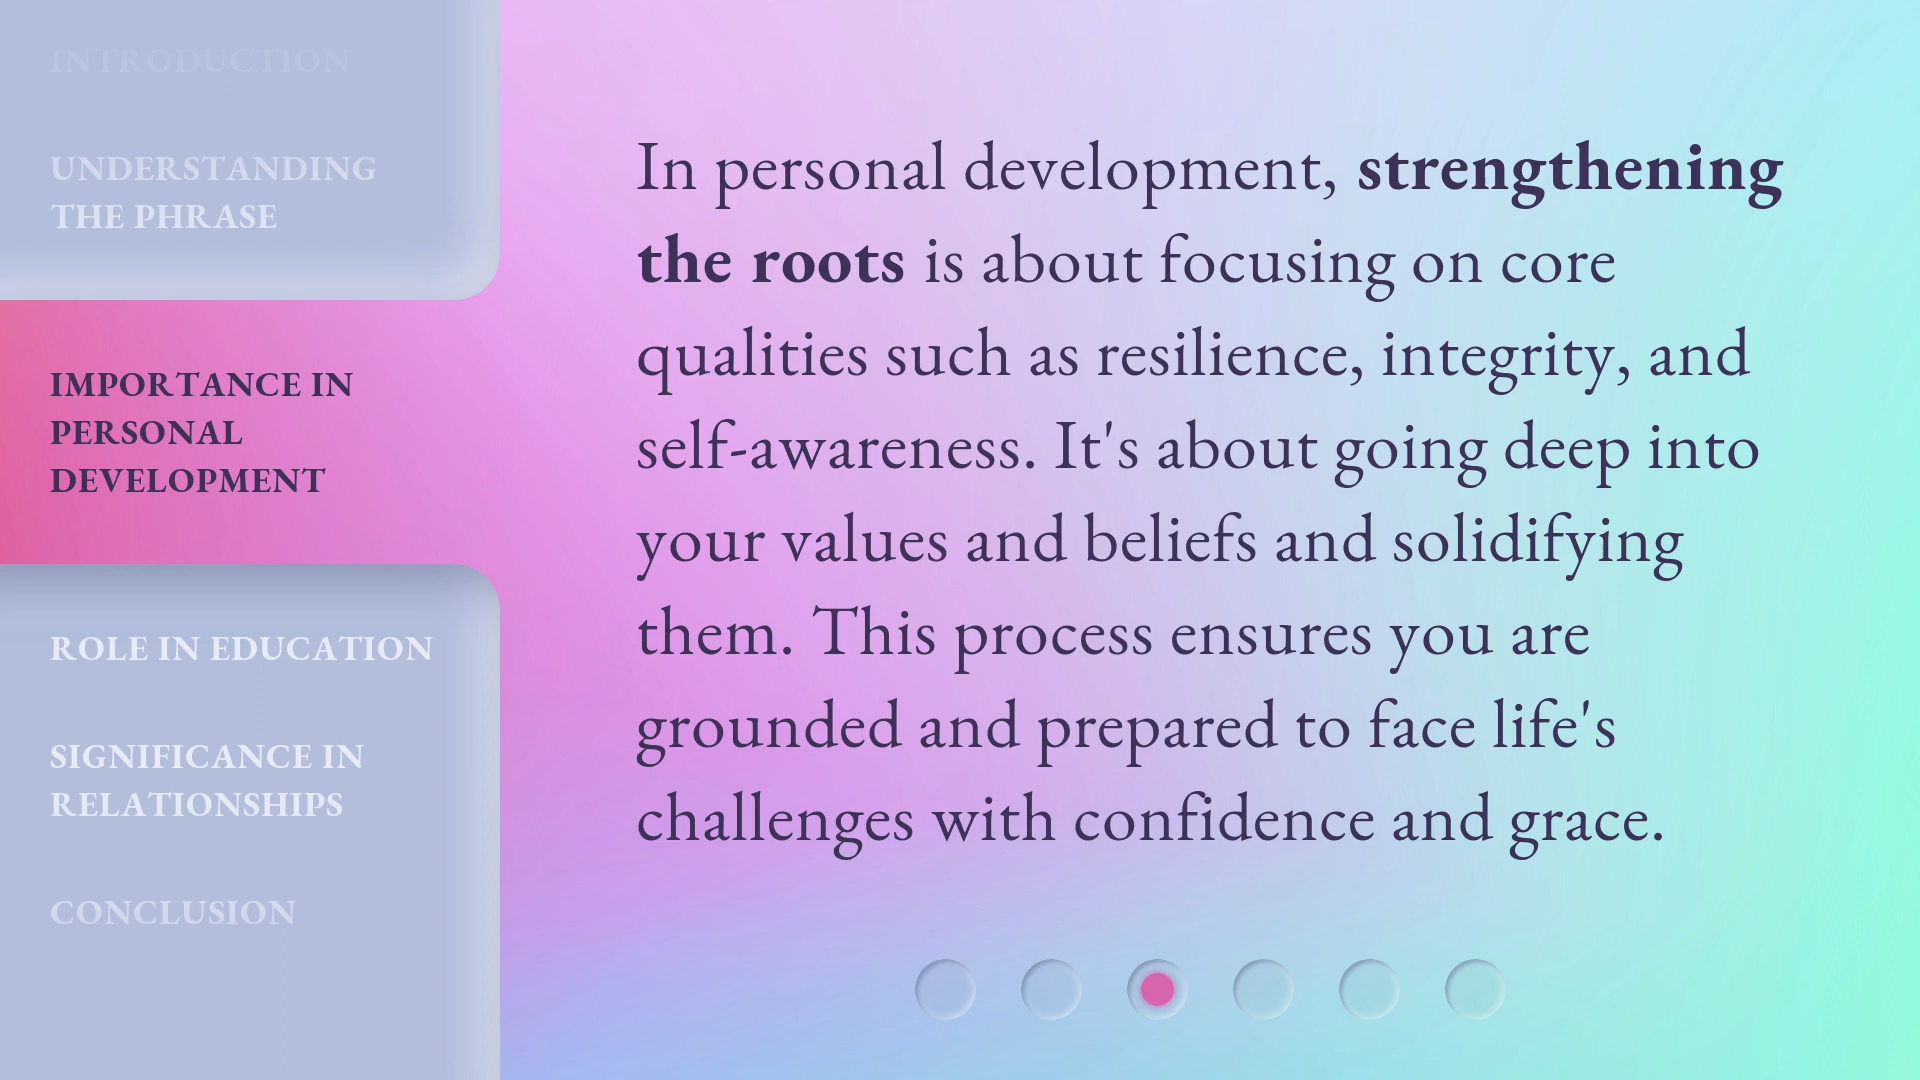 INTRODUCTION
UNDERSTANDING
THE PHRASE
IMPORTANCE IN
PERSONAL
DEVELOPMENT
ROLE IN EDUCATION
SIGNIFICANCE IN
RELATIONSHIPS
CONCLUSION
In personal development, strengthening
the roots is about focusing on core
qualities such as resilience, integrity, and
self-awareness. It's about going deep into
your values and beliefs and solidifying
them. This process ensures you are
grounded and prepared to face life's
challenges with confidence and grace.